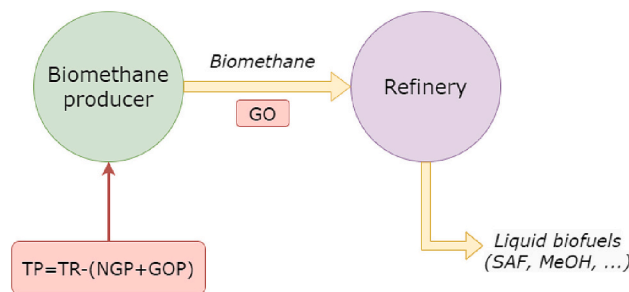 Biomethane
producer
Biomethane
GO
Refinery
TP=TR-(NGP+GOP)
Liquid biofuels
(SAF, MeOH, ...)